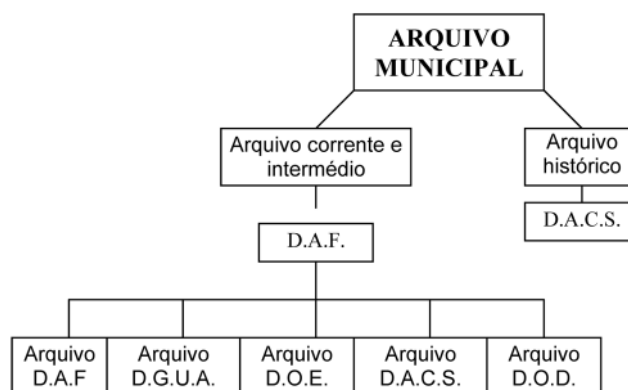 ARQUIVO
MUNICIPAL
Arquivo corrente e
intermédio
Arquivo
histórico
D.A.C.S.
D.A.F.
Arquivo
D.A.F
Arquivo
D.G.U.A.
Arquivo
D.O.E.
Arquivo
D.A.C.S.
Arquivo
D.O.D.